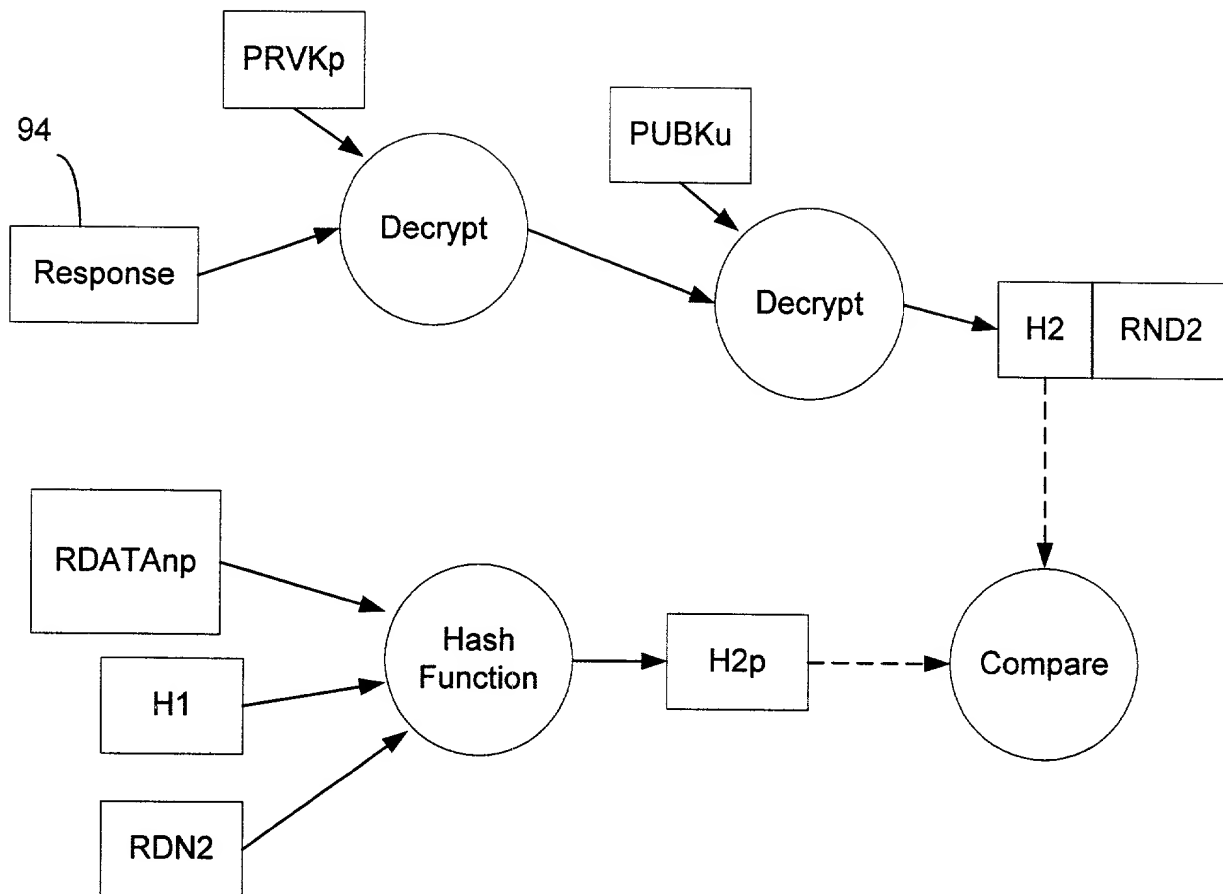 PRVKp
94
PUBKu
Response
Decrypt
Decrypt
H2
RND2
RDATAnp
Hash
Function
H2p
Compare
H1
RDN2